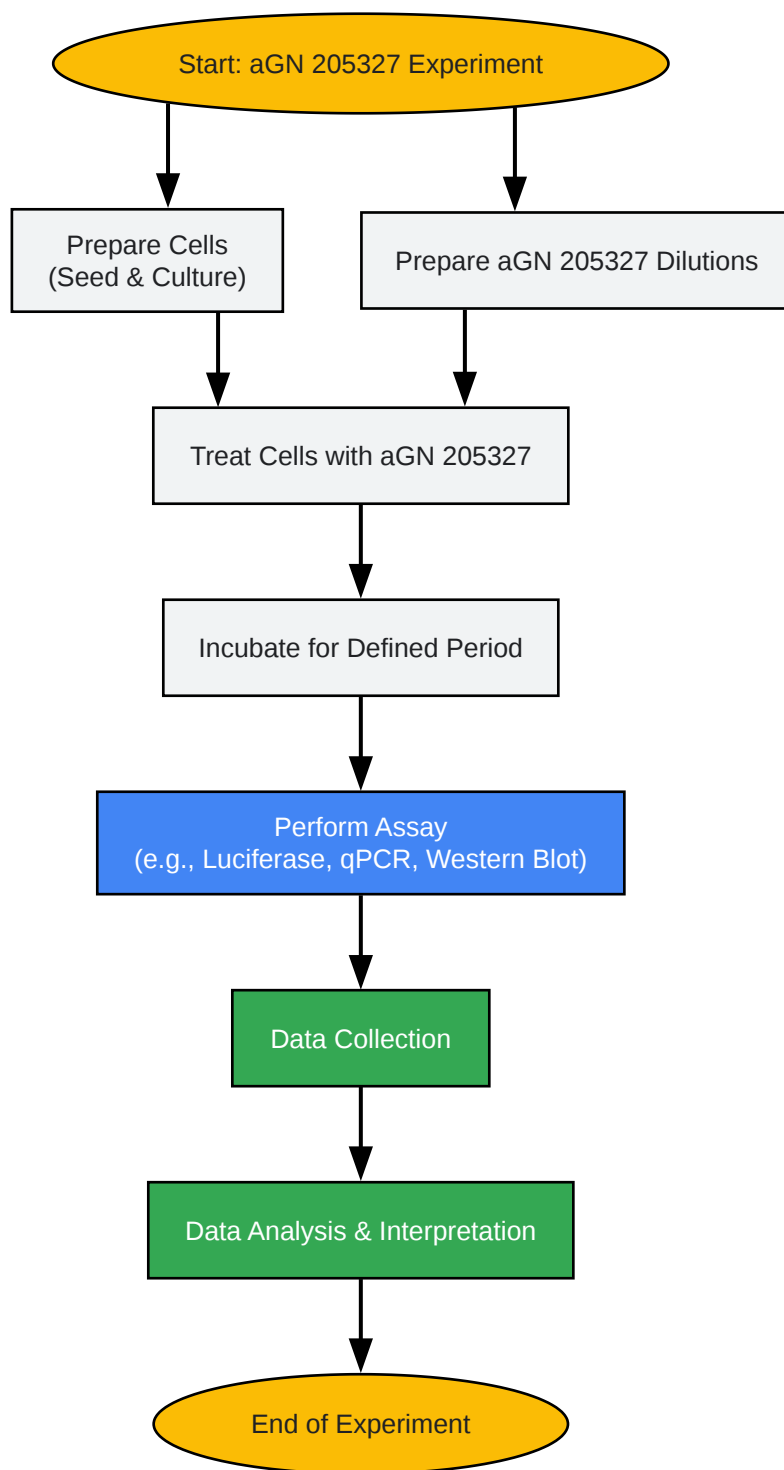 Start: aGN 205327 Experiment
Prepare Cells
(Seed & Culture)
Prepare aGN 205327 Dilutions
Treat Cells with aGN 205327
Incubate for Defined Period
Perform Assay
(e.g., Luciferase, qPCR, Western Blot)
Data Collection
Data Analysis & Interpretation
End of Experiment